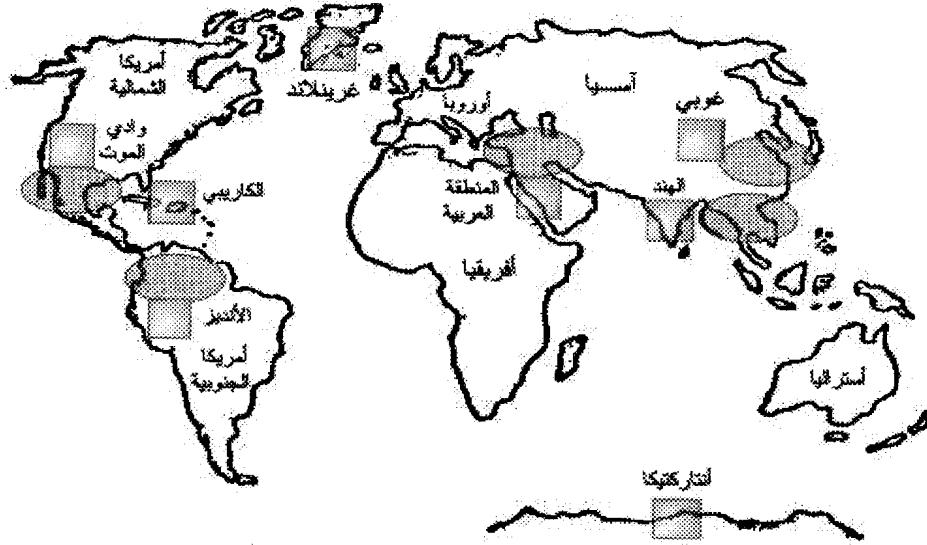 أمريكا
الشمالية
غرينلاند
أوروبا
آسيا
غوبي
وادي
الموت
الكاريبي
المنطقة
العربية
الهند
أفريقيا
الأنديز
أمريكا
الجنوبية
أستراليا
أنتاركتيكا